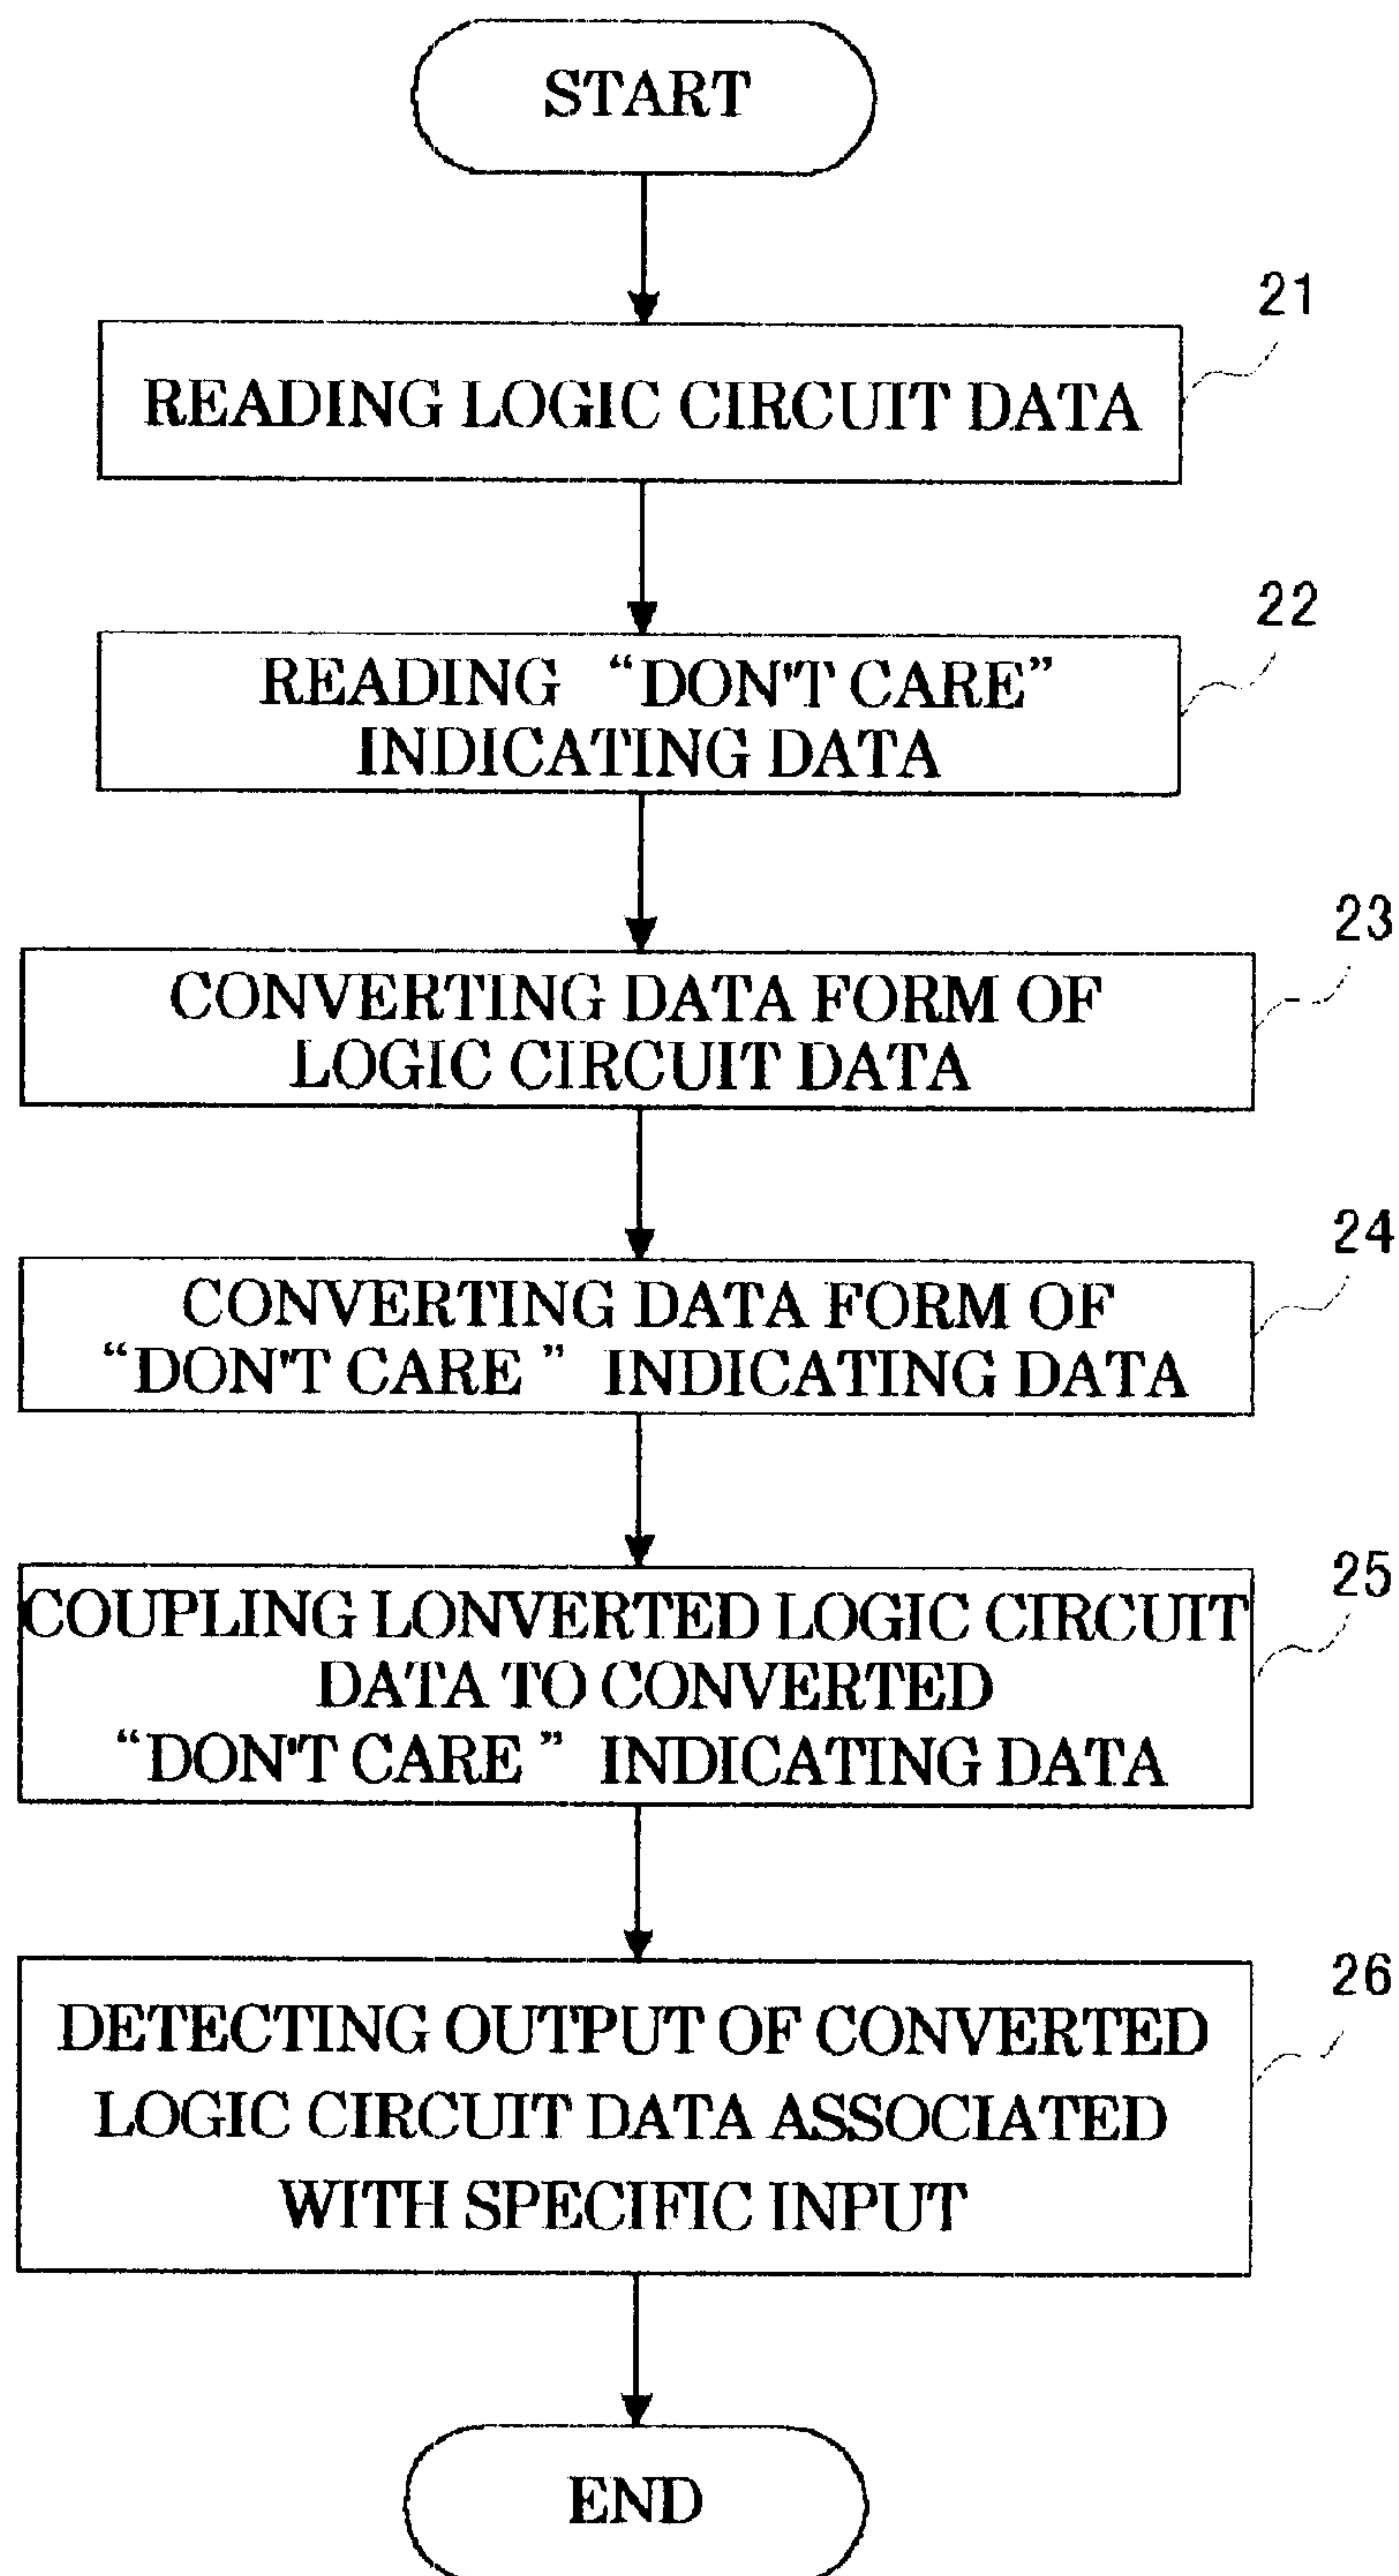 START
21
READING LOGIC CIRCUIT DATA
22
READING “DON'T CARE”
INDICATING DATA
23
CONVERTING DATA FORM OF
LOGIC CIRCUIT DATA
24
CONVERTING DATA FORM OF
“DON'T CARE ” INDICATING DATA
25
COUPLING LONVERTED LOGIC CIRCUIT
DATA TO CONVERTED
“DON'T CARE ” INDICATING DATA
26
DETECTING OUTPUT OF CONVERTED
LOGIC CIRCUIT DATA ASSOCIATED
WITH SPECIFIC INPUT
END